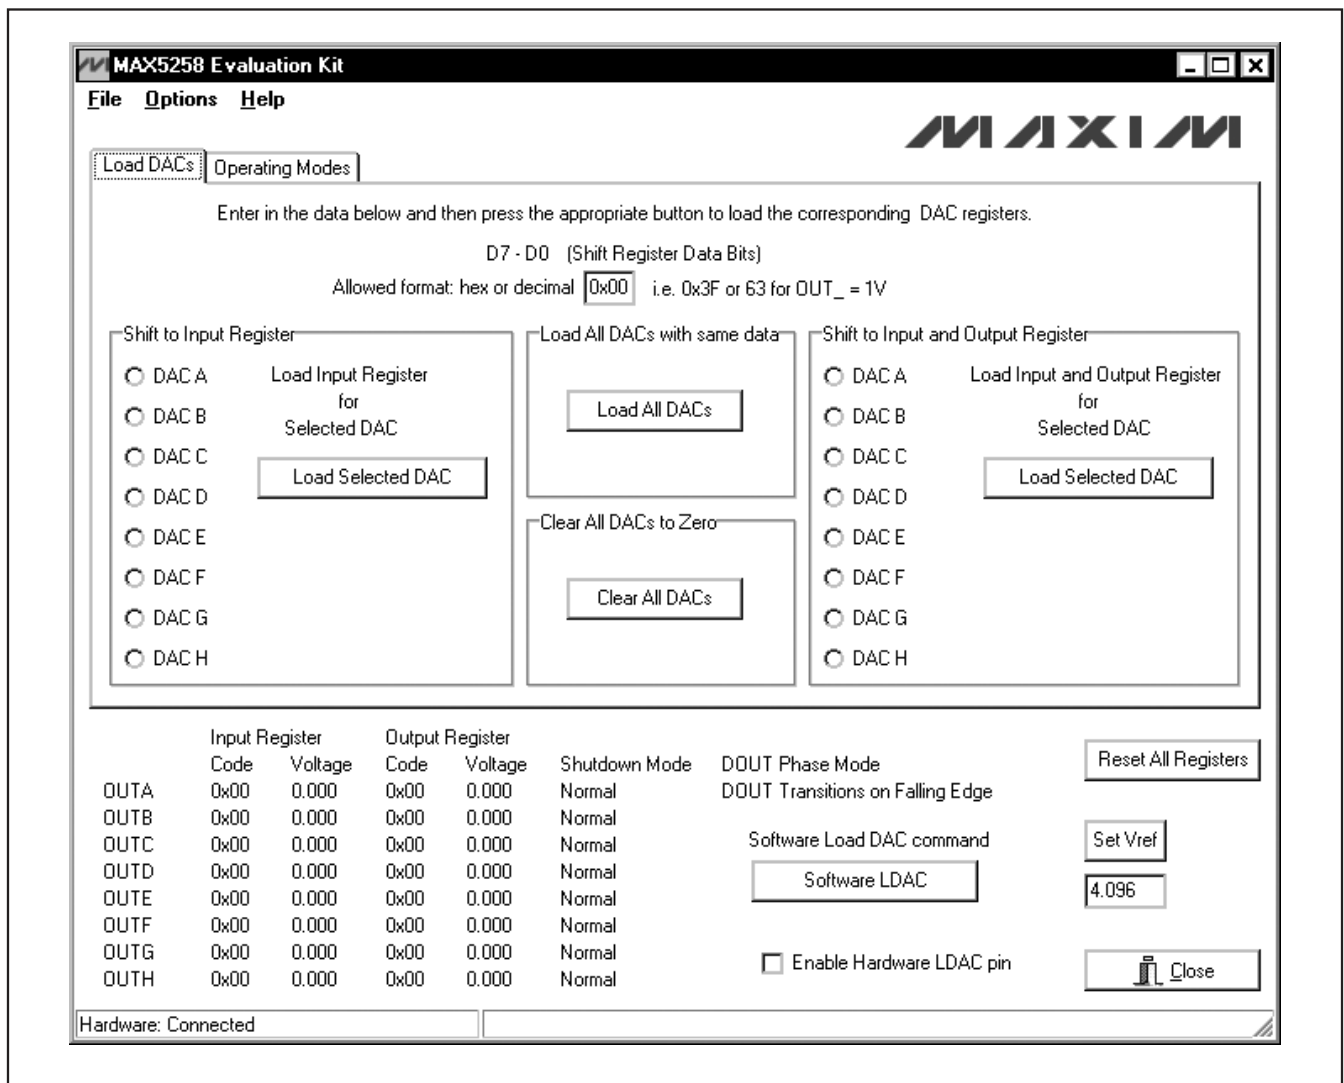 MAX5258 Evaluation Kit
File Options Help
MAXIM
Load DACs Operating Modes
Enter in the data below and then press the appropriate button to load the corresponding DAC registers.
D7 - D0 (Shift Register Data Bits)
Allowed format: hex or decimal 0x00 i.e. 0x3F or 63 for OUT_ = 1V
Shift to Input Register
DAC A
DAC B
DAC C
DAC D
DAC E
DAC F
DAC G
DAC H
Load Input Register
for
Selected DAC
Load Selected DAC
Load All DACs with same data
Load All DACs
Clear All DACs to Zero
Clear All DACs
Shift to Input and Output Register
DAC A
DAC B
DAC C
DAC D
DAC E
DAC F
DAC G
DAC H
Load Input and Output Register
for
Selected DAC
Load Selected DAC
Input Register Output Register
Code Voltage Code Voltage Shutdown Mode
OUTA 0x00 0.000 0x00 0.000 Normal
OUTB 0x00 0.000 0x00 0.000 Normal
OUTC 0x00 0.000 0x00 0.000 Normal
OUTD 0x00 0.000 0x00 0.000 Normal
OUTE 0x00 0.000 0x00 0.000 Normal
OUTF 0x00 0.000 0x00 0.000 Normal
OUTG 0x00 0.000 0x00 0.000 Normal
OUTH 0x00 0.000 0x00 0.000 Normal
DOUT Phase Mode
DOUT Transitions on Falling Edge
Software Load DAC command
Software LDAC
Enable Hardware LDAC pin
Reset All Registers
Set Vref
4.096
Close
Hardware: Connected